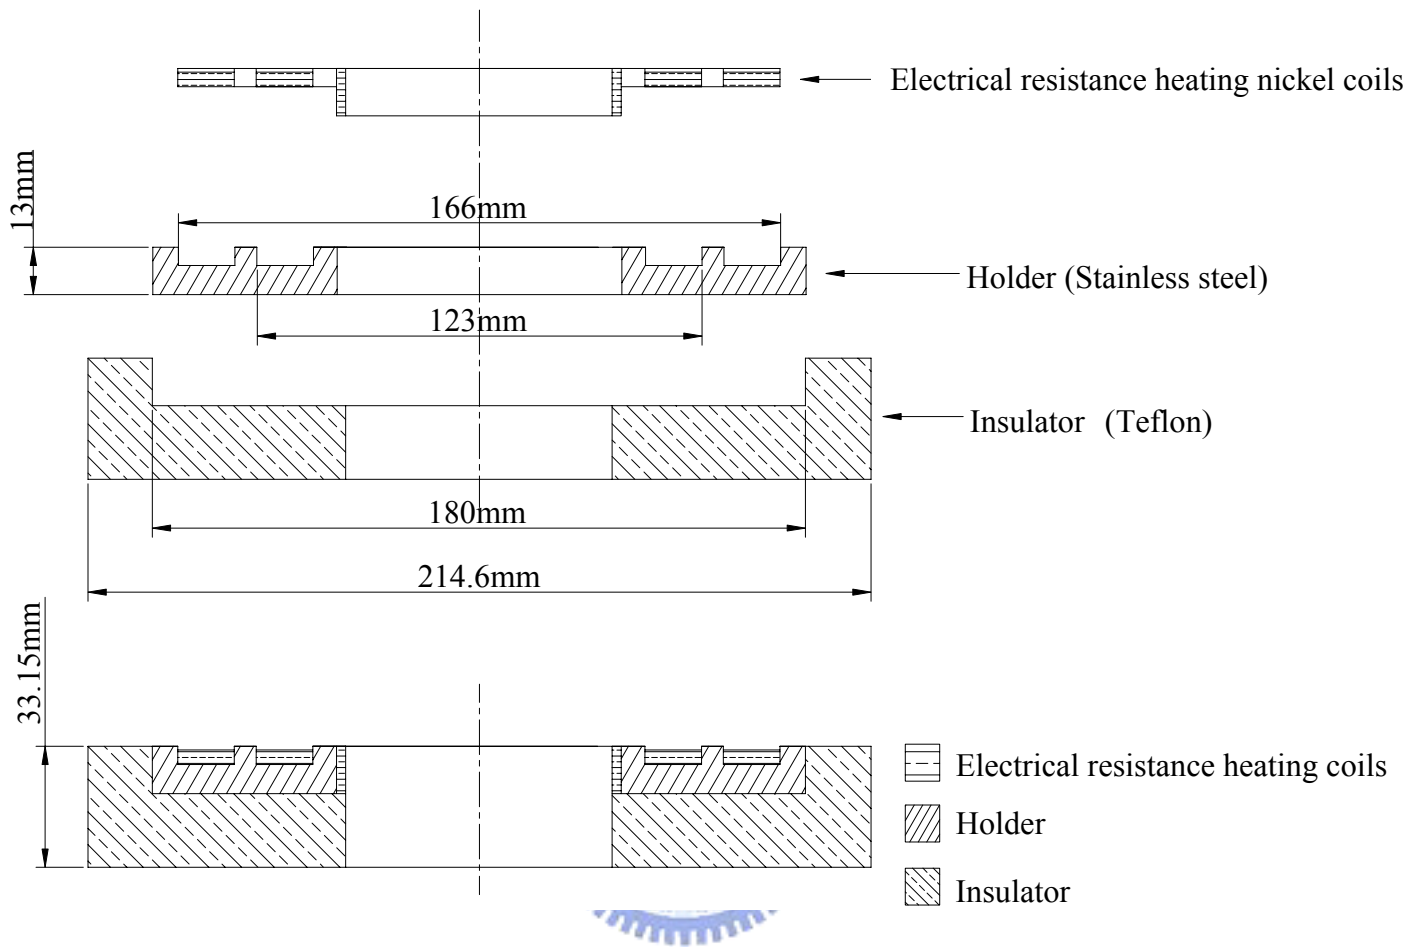 Electrical resistance heating nickel coils
13mm
166mm
Holder (Stainless steel)
123mm
Insulator (Teflon)
180mm
214.6mm
33.15mm
Electrical resistance heating coils
Holder
Insulator